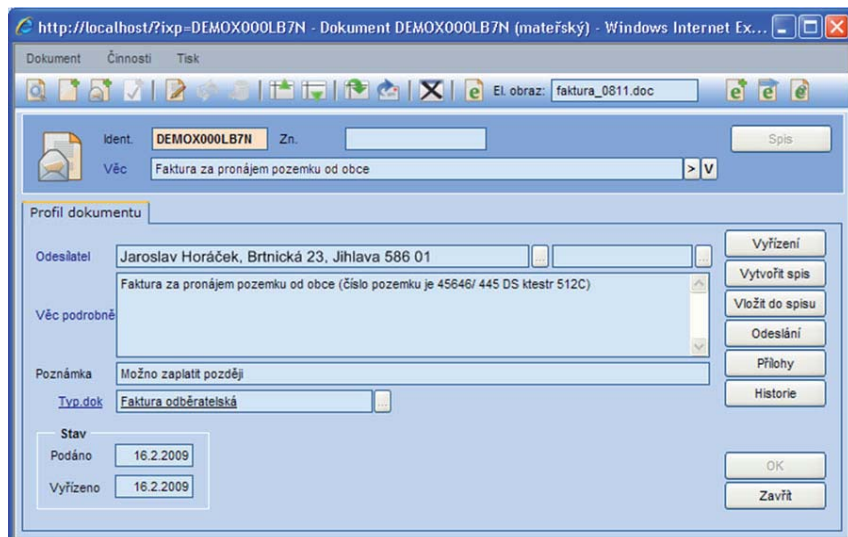 http://localhost/?ixp=DEMOX000LB7N - Dokument DEMOX000LB7N (mateřský) - Windows Internet Ex...
Dokument Činnosti Tisk
El. obraz: faktura_0811.doc
Ident. DEMOX000LB7N Zn. Spis
Věc Faktura za pronájem pozemku od obce > V
Profil dokumentu
Odesílatel Jaroslav Horáček, Brtnická 23, Jihlava 586 01 ... ...
Vyřízení
Vytvořit spis
Věc podrobně Faktura za pronájem pozemku od obce (číslo pozemku je 45646/ 445 DS ktestr 512C)
Vložit do spisu
Odeslání
Přílohy
Poznámka Možno zaplatit později
Historie
Typ.dok Faktura odběratelská ...
Stav
Podáno 16.2.2009
Vyřízeno 16.2.2009
OK
Zavřít